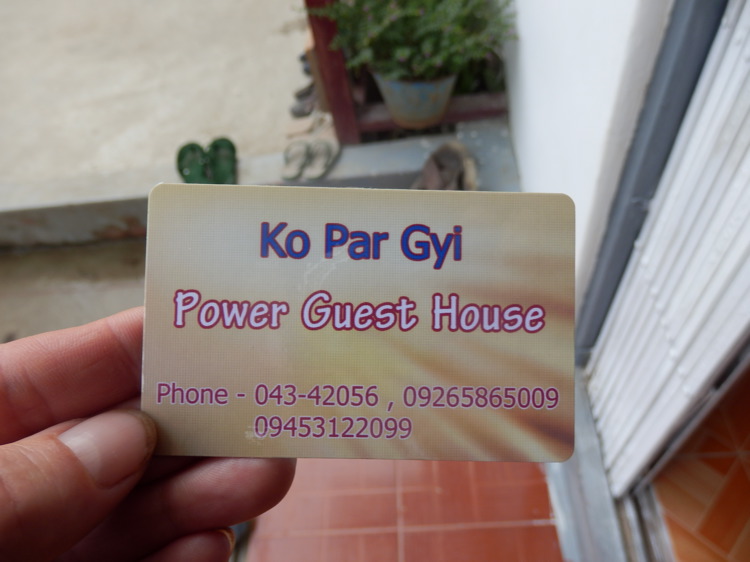 Ko Par Gyi
Power Guest House
Phone - 043-42056 , 09265865009
09453122099